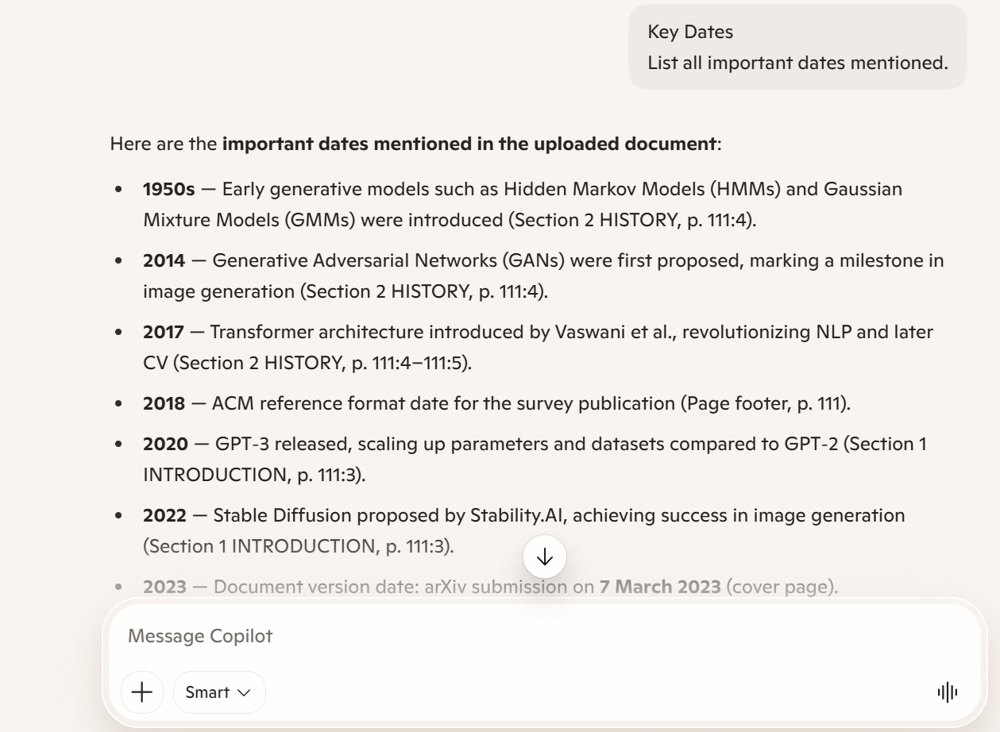 Key Dates
List all important dates mentioned.
Here are the important dates mentioned in the uploaded document:
• 1950s — Early generative models such as Hidden Markov Models (HMMs) and Gaussian
Mixture Models (GMMs) were introduced (Section 2 HISTORY, p. 111:4).
• 2014 — Generative Adversarial Networks (GANs) were first proposed, marking a milestone in
image generation (Section 2 HISTORY, p. 111:4).
• 2017 — Transformer architecture introduced by Vaswani et al., revolutionizing NLP and later
CV (Section 2 HISTORY, p. 111:4–111:5).
• 2018 — ACM reference format date for the survey publication (Page footer, p. 111).
• 2020 — GPT-3 released, scaling up parameters and datasets compared to GPT-2 (Section 1
INTRODUCTION, p. 111:3).
• 2022 — Stable Diffusion proposed by Stability.AI, achieving success in image generation
(Section 1 INTRODUCTION, p. 111:3).
• 2023 — Document version date: arXiv submission on 7 March 2023 (cover page).
Message Copilot
Smart